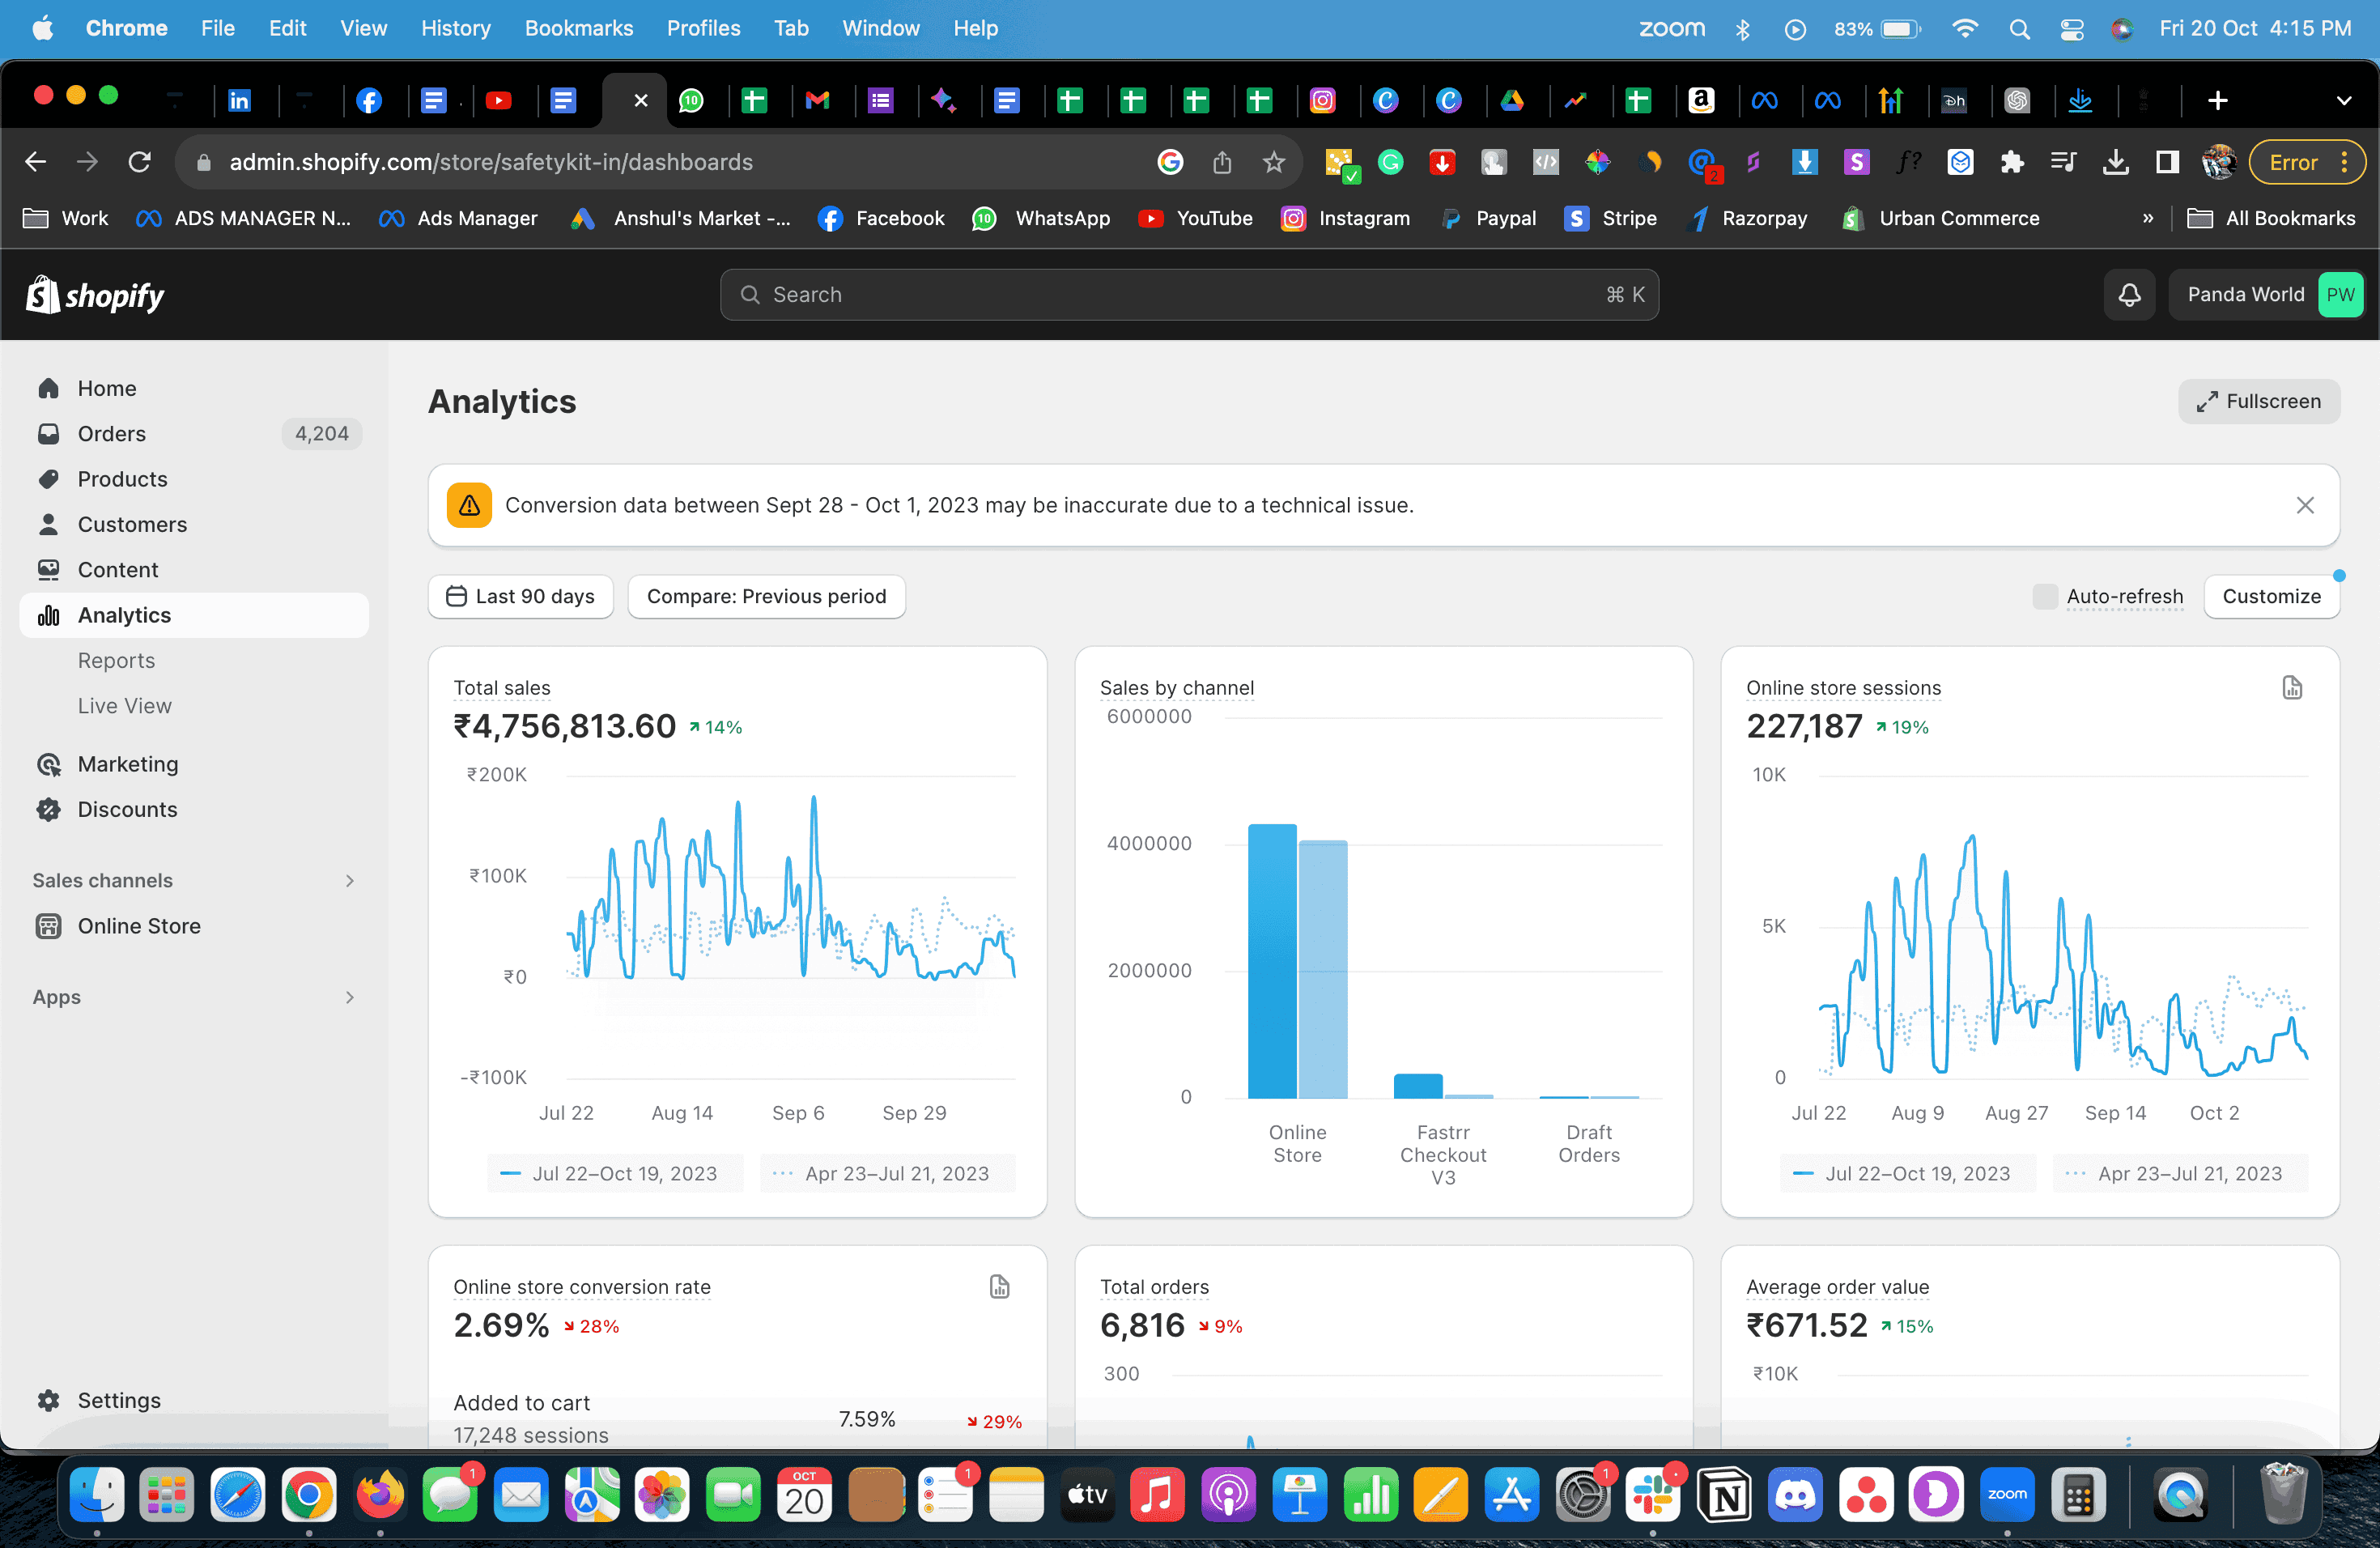 Chrome File Edit View History Bookmarks Profiles Tab Window Help
zoom 83% Fri 20 Oct 4:15 PM
admin.shopify.com/store/safetykit-in/dashboards
2
Error
Work
ADS MANAGER N...
Ads Manager
Anshul's Market -...
Facebook
10
WhatsApp
YouTube
Instagram
Paypal
Stripe
Razorpay
Urban Commerce
»
All Bookmarks
shopify
Search
⌘ K
Panda World
PW
Home
Orders 4,204
Products
Customers
Content
Analytics
Reports
Live View
Marketing
Discounts
Sales channels
Online Store
Apps
Settings
Analytics
Fullscreen
Conversion data between Sept 28 - Oct 1, 2023 may be inaccurate due to a technical issue.
Last 90 days
Compare: Previous period
Auto-refresh
Customize
Total sales
₹4,756,813.60 14%
₹200K
₹100K
₹0
-₹100K
Jul 22 Aug 14 Sep 6 Sep 29
Jul 22–Oct 19, 2023 Apr 23–Jul 21, 2023
Sales by channel
6000000
4000000
2000000
0
Online
Store
Fastrr
Checkout
V3
Draft
Orders
Online store sessions
227,187 19%
10K
5K
0
Jul 22 Aug 9 Aug 27 Sep 14 Oct 2
Jul 22–Oct 19, 2023 Apr 23–Jul 21, 2023
Online store conversion rate
2.69% 28%
Added to cart
17,248 sessions
7.59% 29%
Total orders
6,816 9%
300
Average order value
₹671.52 15%
₹10K
1
OCT
20
1
tv
1
zoom